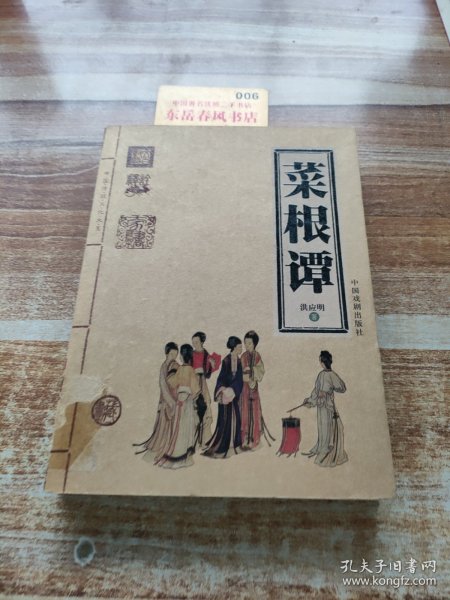 006
中国著名优质二手书店
东岳春风书店
菜根谭
洪应明
著
中国戏剧出版社
孔夫子旧书网
www.kongfz.com